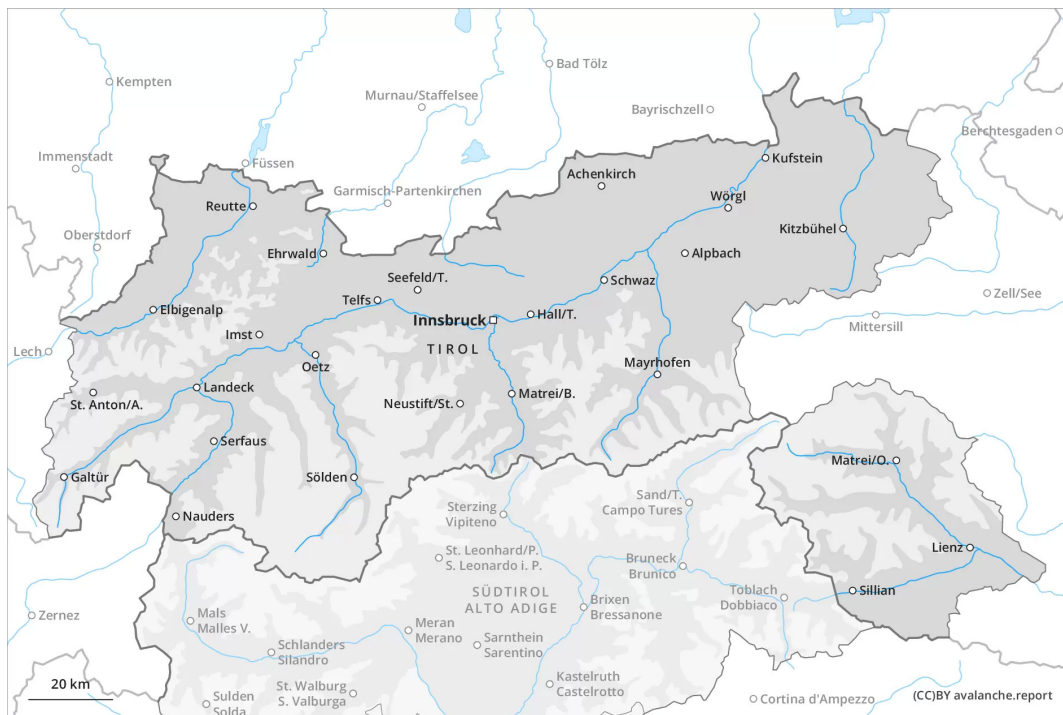 Bad Tölz
Kempten
Murnau/Staffelsee
Bayrischzell
Berchtesgaden
Immenstadt
Füssen
Kufstein
Achenkirch
Garmisch-Partenkirchen
Reutte
Wörgl
Kitzbühel
Oberstdorf
Ehrwald
Alpbach
Seefeld/T.
Schwaz
Zell/See
Telfs
Elbigenalp
Hall/T.
Innsbruck
Mittersill
Imst
TIROL
Lech
Oetz
Mayrhofen
Landeck
St. Anton/A.
Matrei/B.
Neustift/St.
Serfaus
Matrei/O.
Galtür
Sölden
Sand/T.
Campo Tures
Sterzing
Vipiteno
Nauders
Lienz
St. Leonhard/P.
S. Leonardo i. P.
Bruneck
Brunico
SÜDTIROL
ALTO ADIGE
Toblach
Dobbiaco
Sillian
Brixen
Bressanone
Zernez
Mals
Malles V.
Meran
Merano
Sarnthein
Sarentino
Schlanders
Silandro
Kastelruth
Castelrotto
20 km
St. Walburg
S. Valburga
Sulden
Solda
Cortina d'Ampezzo
(CC)BY avalanche.report